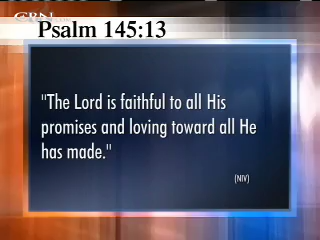 CBN
Psalm 145:13
"The Lord is faithful to all His
promises and loving toward all He
has made."
(NIV)